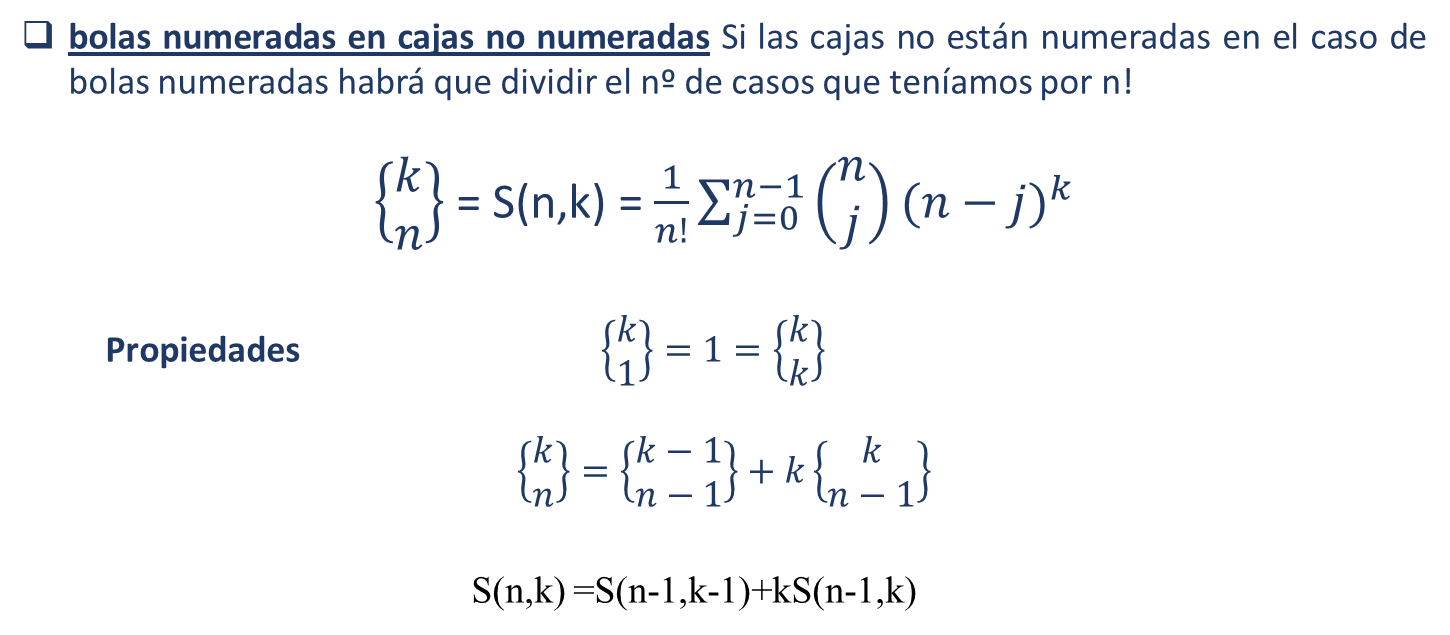 ❑ bolas numeradas en cajas no numeradas Si las cajas no están numeradas en el caso de
bolas numeradas habrá que dividir el nº de casos que teníamos por n!
{k n} = S(n,k) = 1/n! ∑_{j=0}^{n−1} (n j) (n − j)^k
Propiedades {k 1} = 1 = {k k}
{k n} = {k − 1 n − 1} + k {k n − 1}
S(n,k) =S(n-1,k-1)+kS(n-1,k)